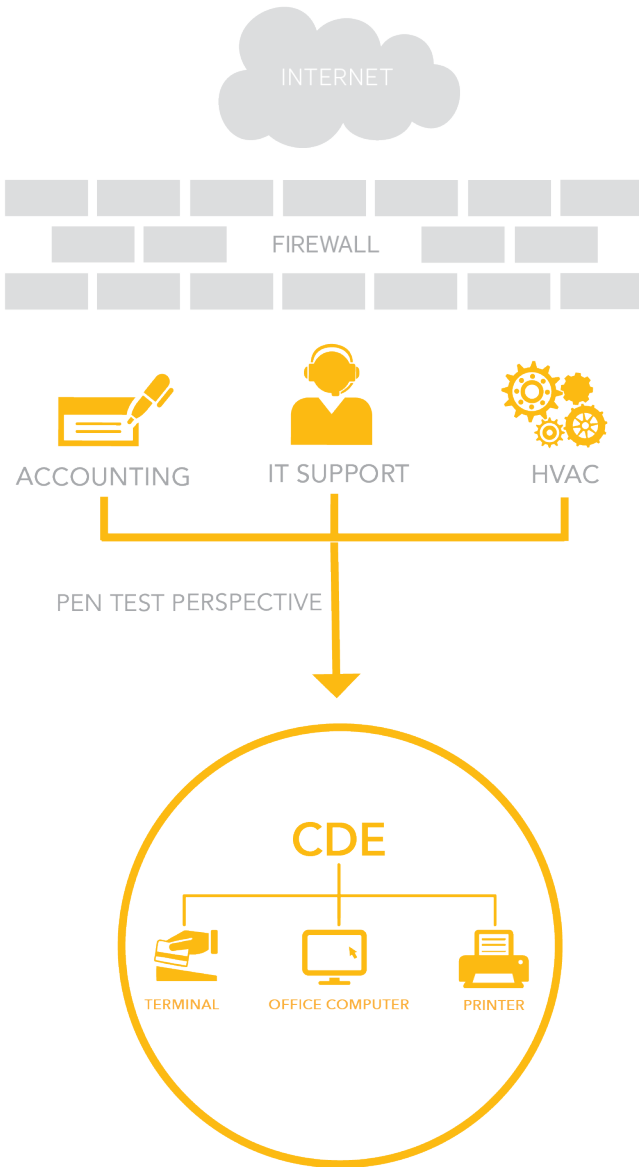 INTERNET
FIREWALL
ACCOUNTING
IT SUPPORT
HVAC
PEN TEST PERSPECTIVE
CDE
TERMINAL
OFFICE COMPUTER
PRINTER